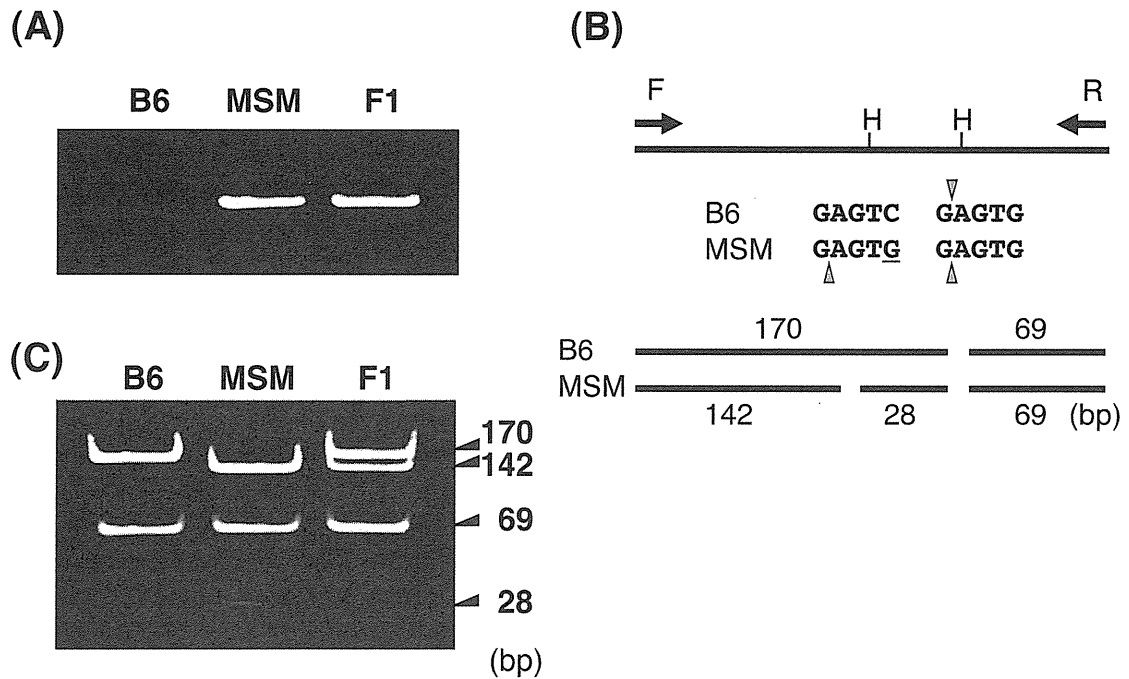 (A)
B6 MSM F1
(B)
F R
H H
B6 GAGTC GAGTG
MSM GAGTG GAGTG
170 69
B6
MSM
142 28 69 (bp)
(C)
B6 MSM F1
170
142
69
28
(bp)